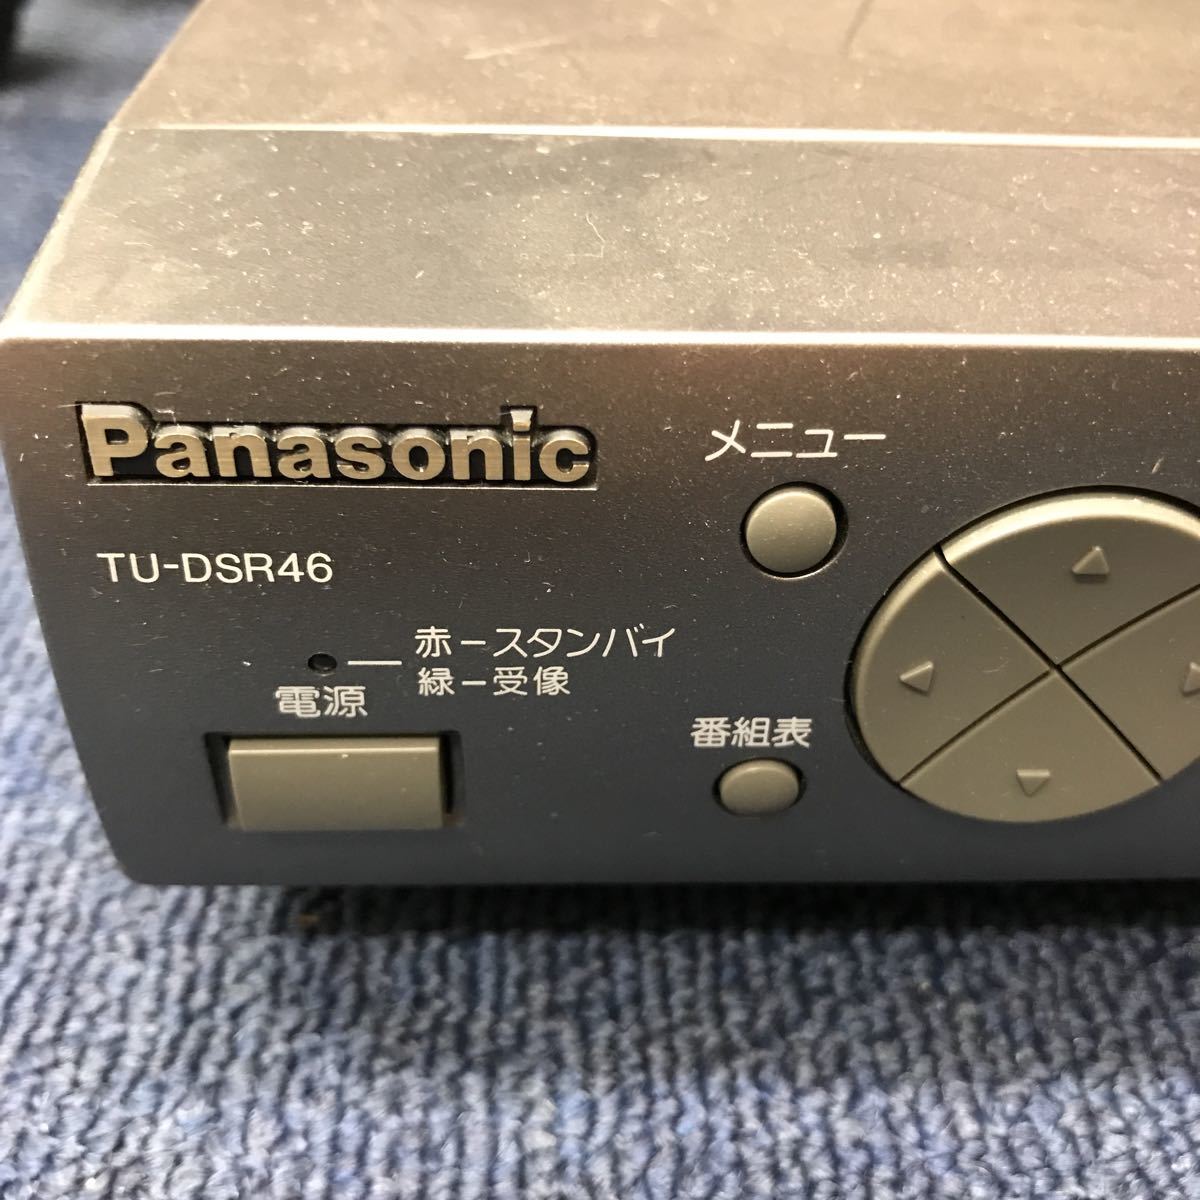 Panasonic
メニュー
TU-DSR46
赤－スタンバイ
緑－受像
電源
番組表